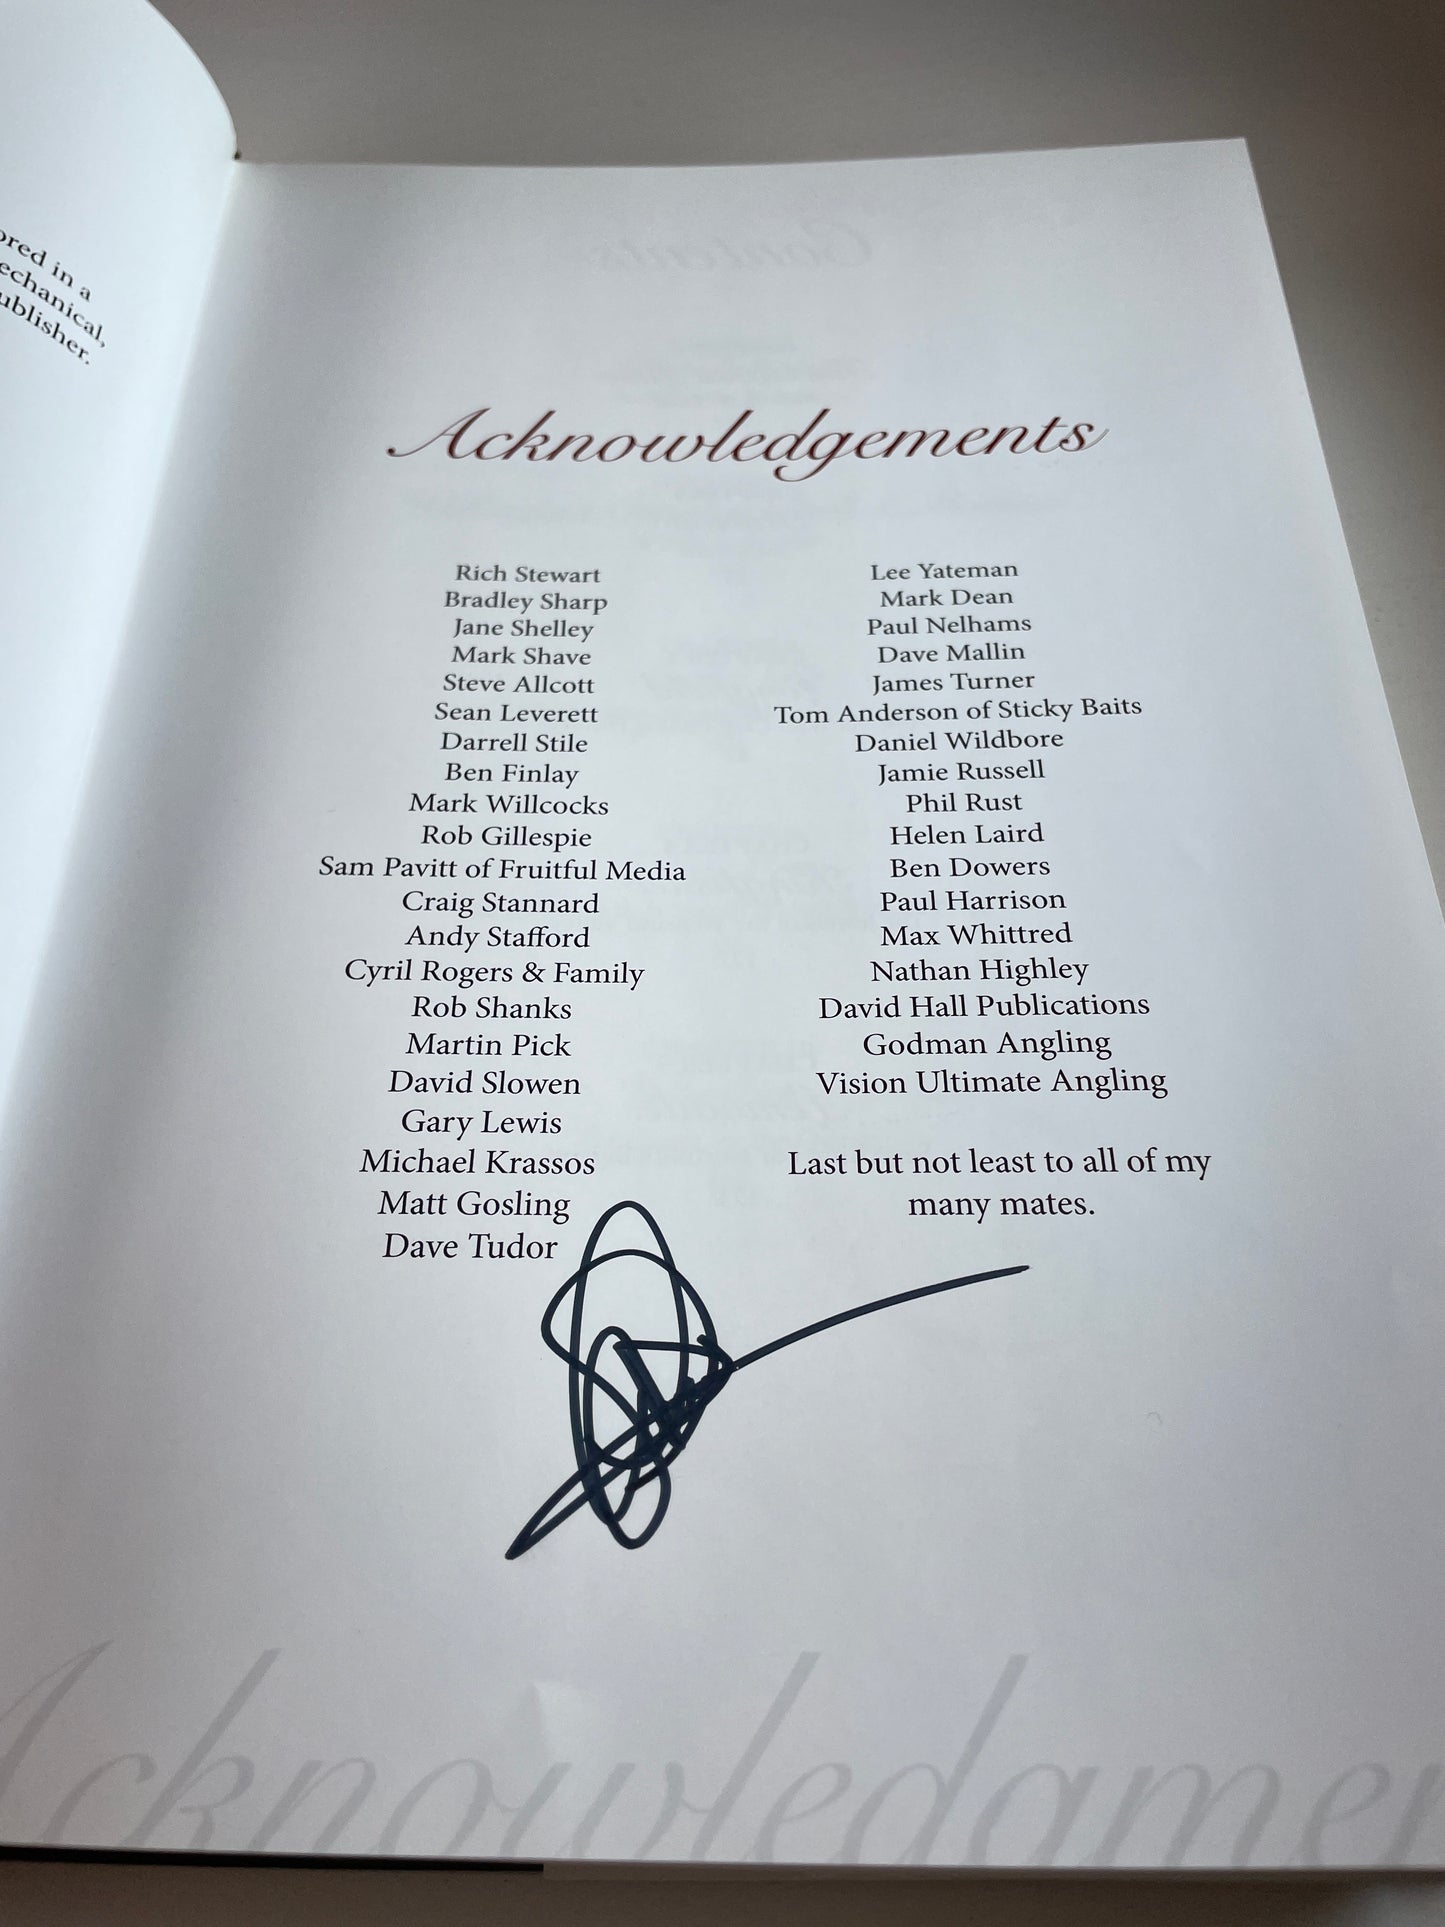 ored in a
echanical,
ublisher.
Acknowledgements
Rich Stewart
Bradley Sharp
Jane Shelley
Mark Shave
Steve Allcott
Sean Leverett
Darrell Stile
Ben Finlay
Mark Willcocks
Rob Gillespie
Sam Pavitt of Fruitful Media
Craig Stannard
Andy Stafford
Cyril Rogers & Family
Rob Shanks
Martin Pick
David Slowen
Gary Lewis
Michael Krassos
Matt Gosling
Dave Tudor
Lee Yateman
Mark Dean
Paul Nelhams
Dave Mallin
James Turner
Tom Anderson of Sticky Baits
Daniel Wildbore
Jamie Russell
Phil Rust
Helen Laird
Ben Dowers
Paul Harrison
Max Whittred
Nathan Highley
David Hall Publications
Godman Angling
Vision Ultimate Angling
Last but not least to all of my
many mates.
Acknowledgemen